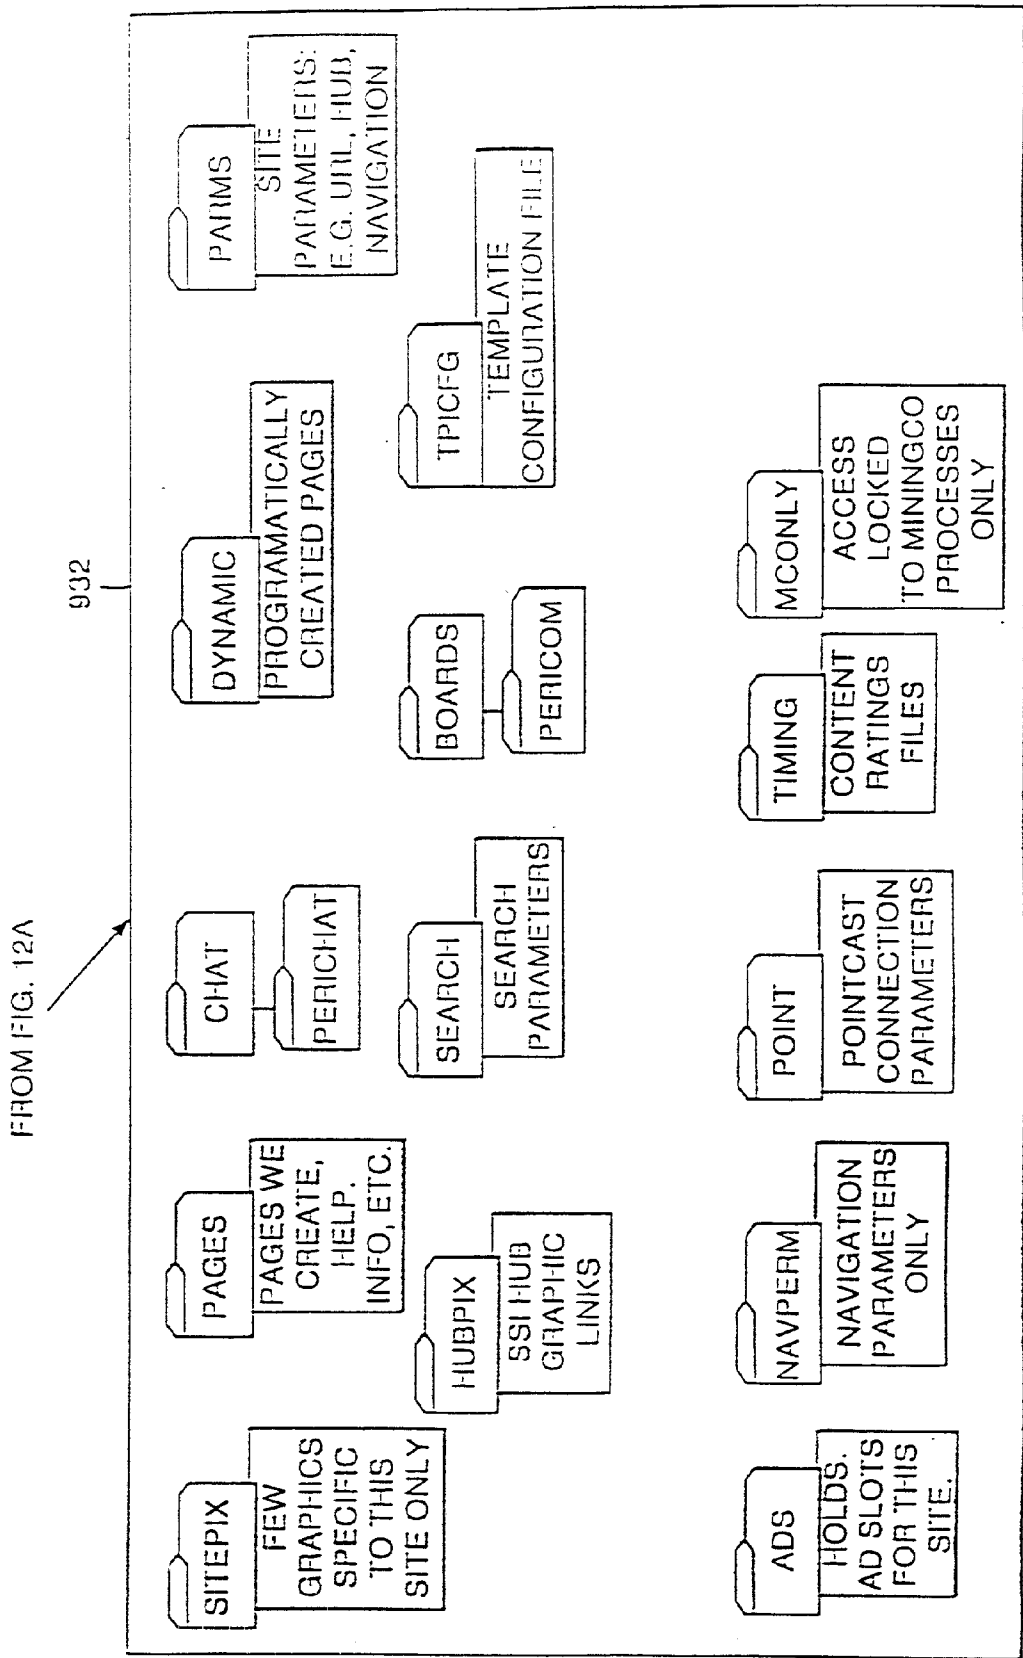 FROM FIG. 12A
932
SITEPIX
FEW
GRAPHICS
SPECIFIC
TO THIS
SITE ONLY
PAGES
PAGES WE
CREATE,
HELP.
INFO, ETC.
CHAT
PERICHAT
DYNAMIC
PROGRAMATICALLY
CREATED PAGES
PARMS
SITE
PARAMETERS:
E.G. URL, HUB,
NAVIGATION
HUBPIX
SSI HUB
GRAPHIC
LINKS
SEARCH
SEARCH
PARAMETERS
BOARDS
PERICOM
TPICFG
TEMPLATE
CONFIGURATION FILE
ADS
HOLDS.
AD SLOTS
FOR THIS
SITE.
NAVPERM
NAVIGATION
PARAMETERS
ONLY
POINT
POINTCAST
CONNECTION
PARAMETERS
TIMING
CONTENT
RATINGS
FILES
MCONLY
ACCESS
LOCKED
TO MININGCO
PROCESSES
ONLY